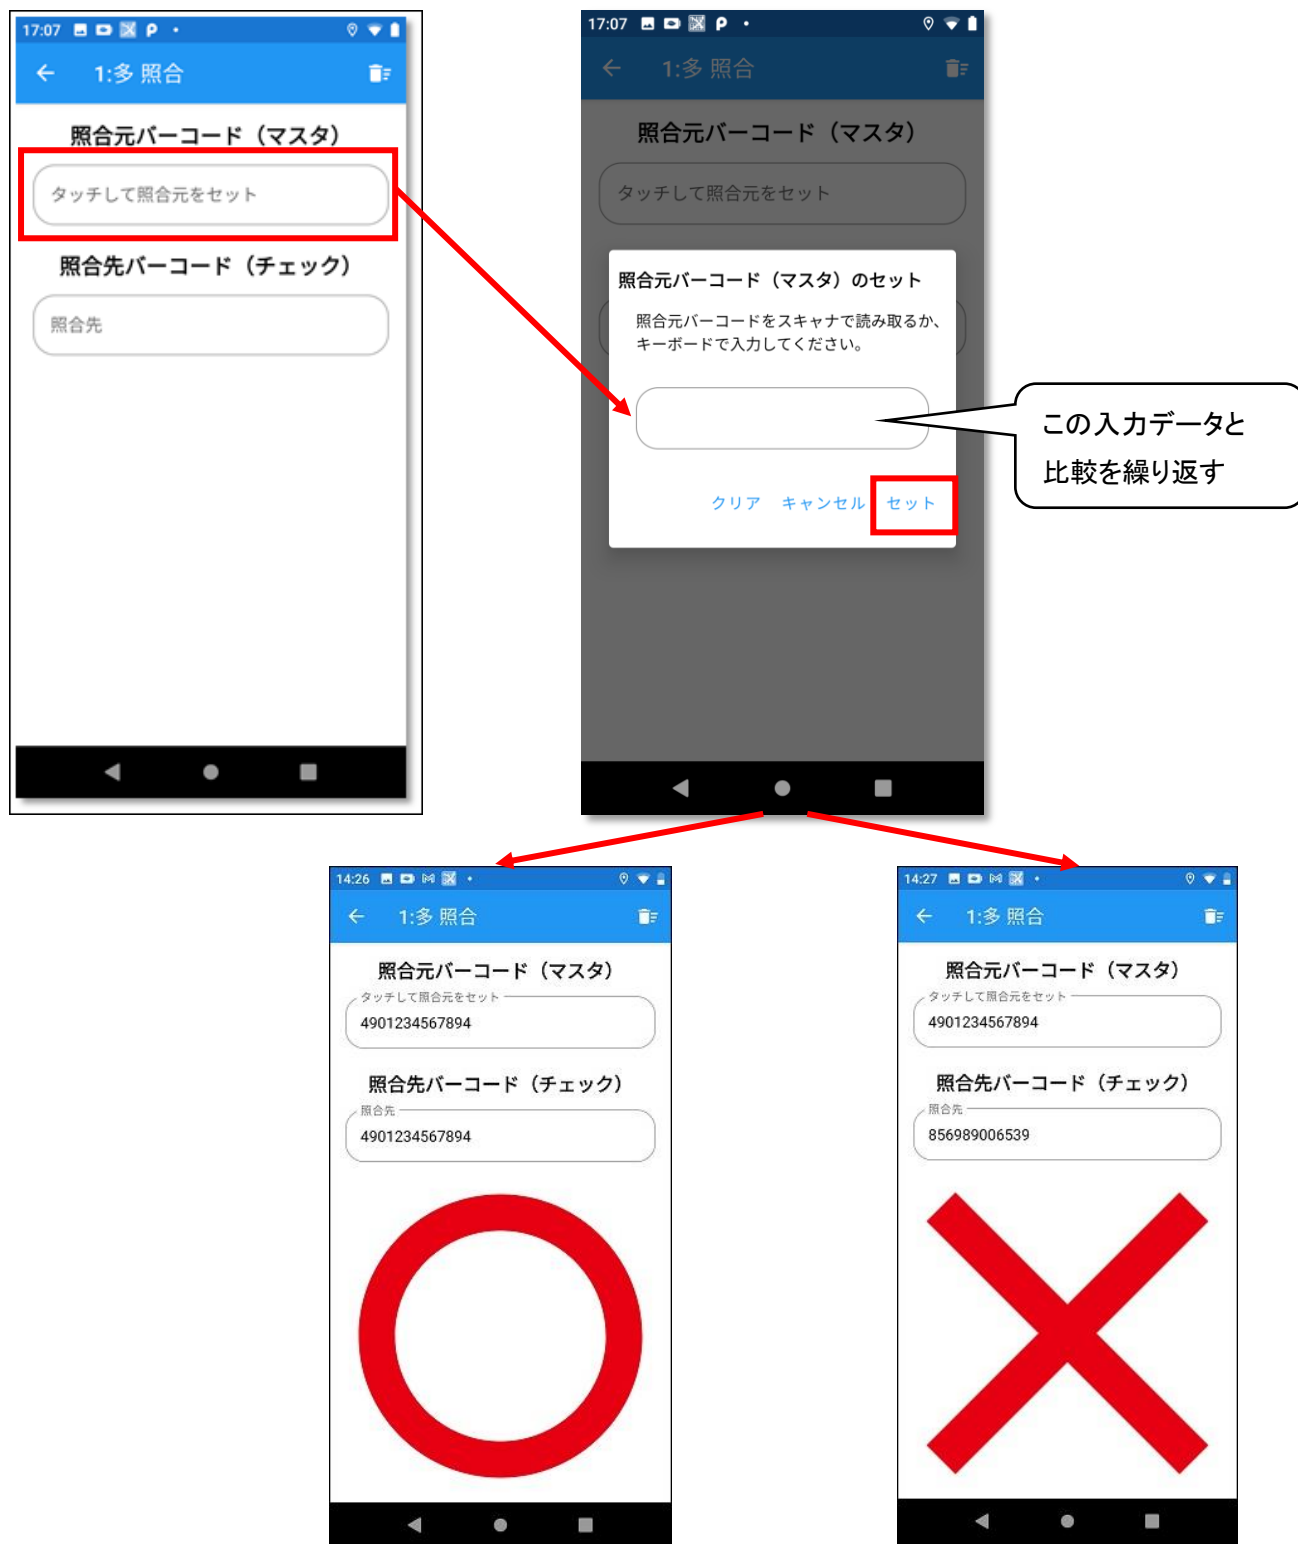 17:07
1:多 照合
照合元バーコード（マスタ）
タッチして照合元をセット
照合先バーコード（チェック）
照合先
17:07
1:多 照合
照合元バーコード（マスタ）
タッチして照合元をセット
照合元バーコード（マスタ）のセット
照合元バーコードをスキャナで読み取るか、
キーボードで入力してください。
クリア キャンセル セット
この入力データと
比較を繰り返す
14:26
1:多 照合
照合元バーコード（マスタ）
タッチして照合元をセット
4901234567894
照合先バーコード（チェック）
照合先
4901234567894
14:27
1:多 照合
照合元バーコード（マスタ）
タッチして照合元をセット
4901234567894
照合先バーコード（チェック）
照合先
856989006539